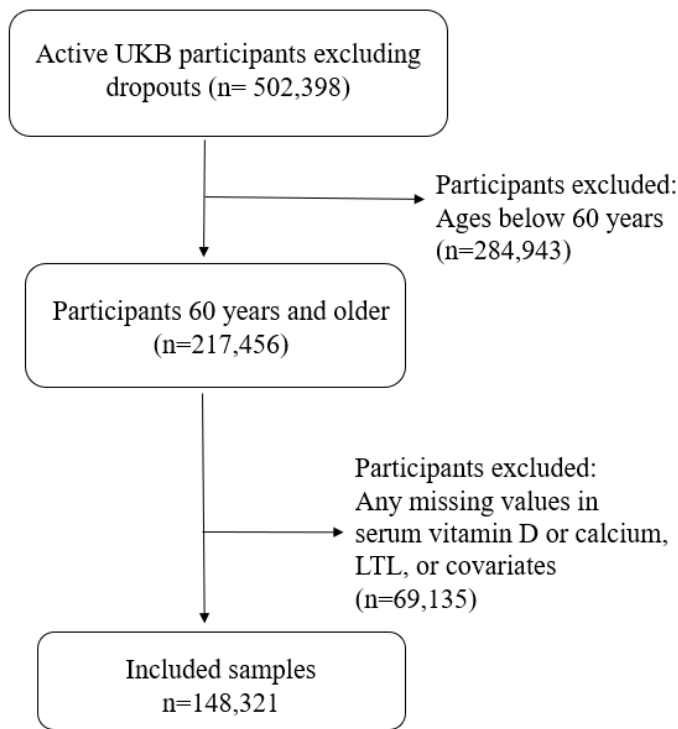 Active UKB participants excluding
dropouts (n= 502,398)
Participants excluded:
Ages below 60 years
(n=284,943)
Participants 60 years and older
(n=217,456)
Participants excluded:
Any missing values in
serum vitamin D or calcium,
LTL, or covariates
(n=69,135)
Included samples
n=148,321